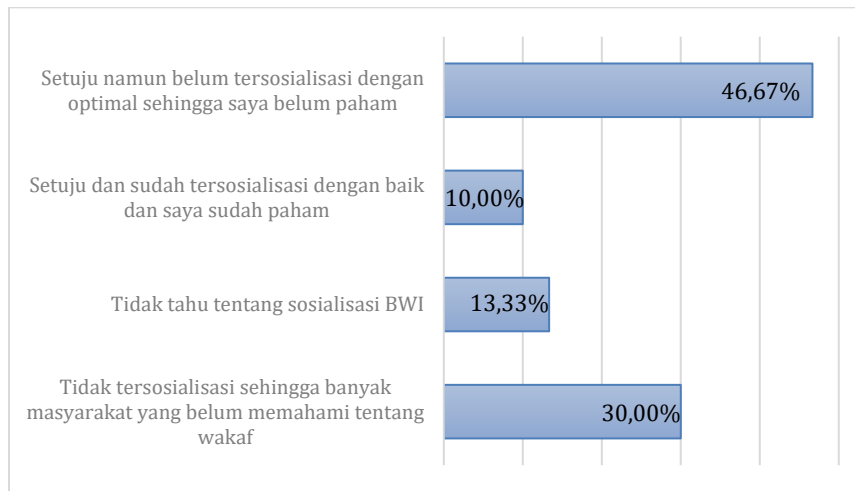 Setuju namun belum tersosialisasi dengan
optimal sehingga saya belum paham
46,67%
Setuju dan sudah tersosialisasi dengan baik
dan saya sudah paham
10,00%
Tidak tahu tentang sosialisasi BWI
13,33%
Tidak tersosialisasi sehingga banyak
masyarakat yang belum memahami tentang
wakaf
30,00%